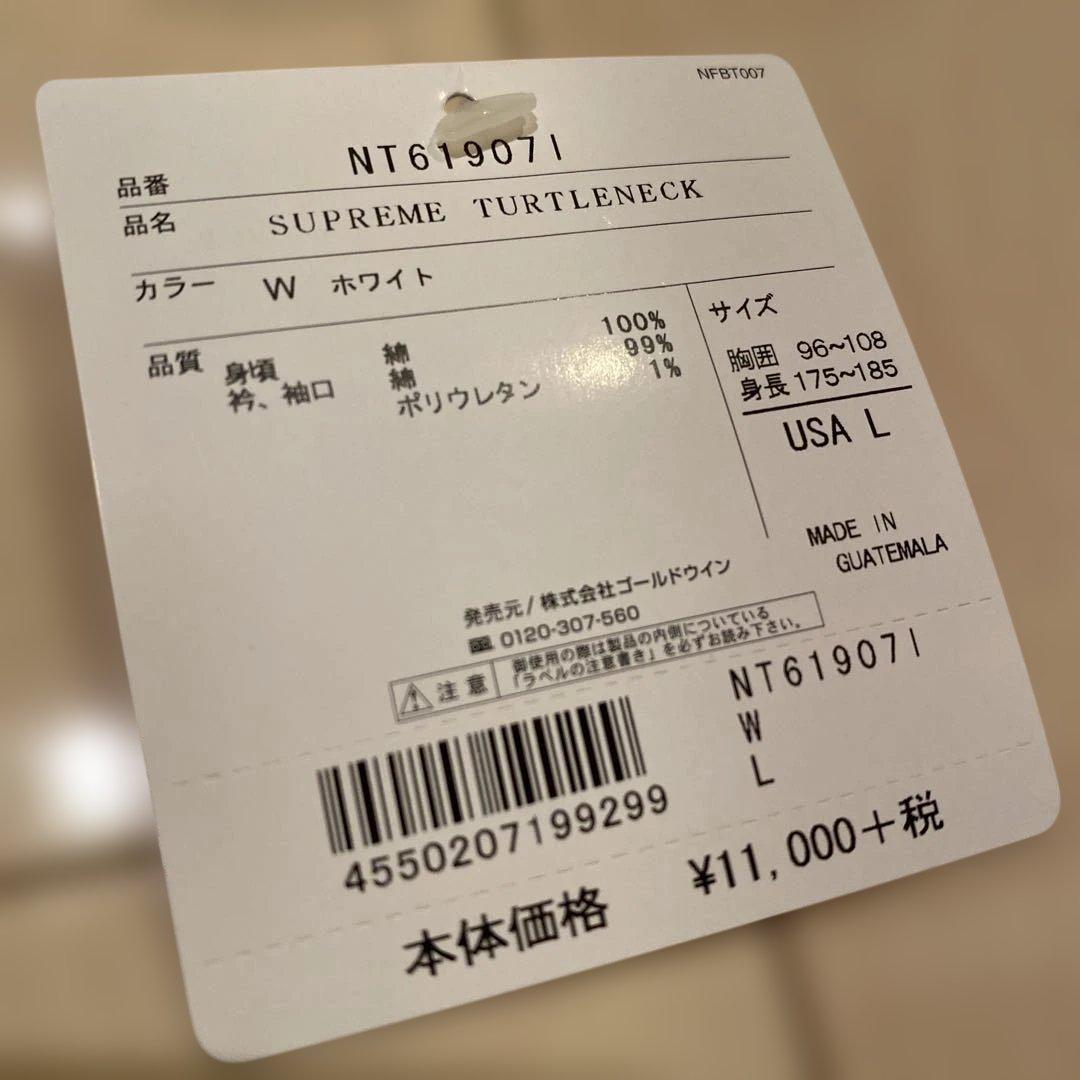 NFBT007
品番 NT61907I
品名 SUPREME TURTLENECK
カラー W ホワイト
品質 身頃 綿 100%
衿、袖口 綿 99%
ポリウレタン 1%
サイズ
胸囲 96~108
身長 175~185
USA L
MADE IN
GUATEMALA
発売元/株式会社ゴールドウイン
0120-307-560
注意
御使用の際は製品の内側についている
「ラベルの注意書き」を必ずお読み下さい。
NT61907I
W
L
4550207199299
本体価格 ¥11,000+税